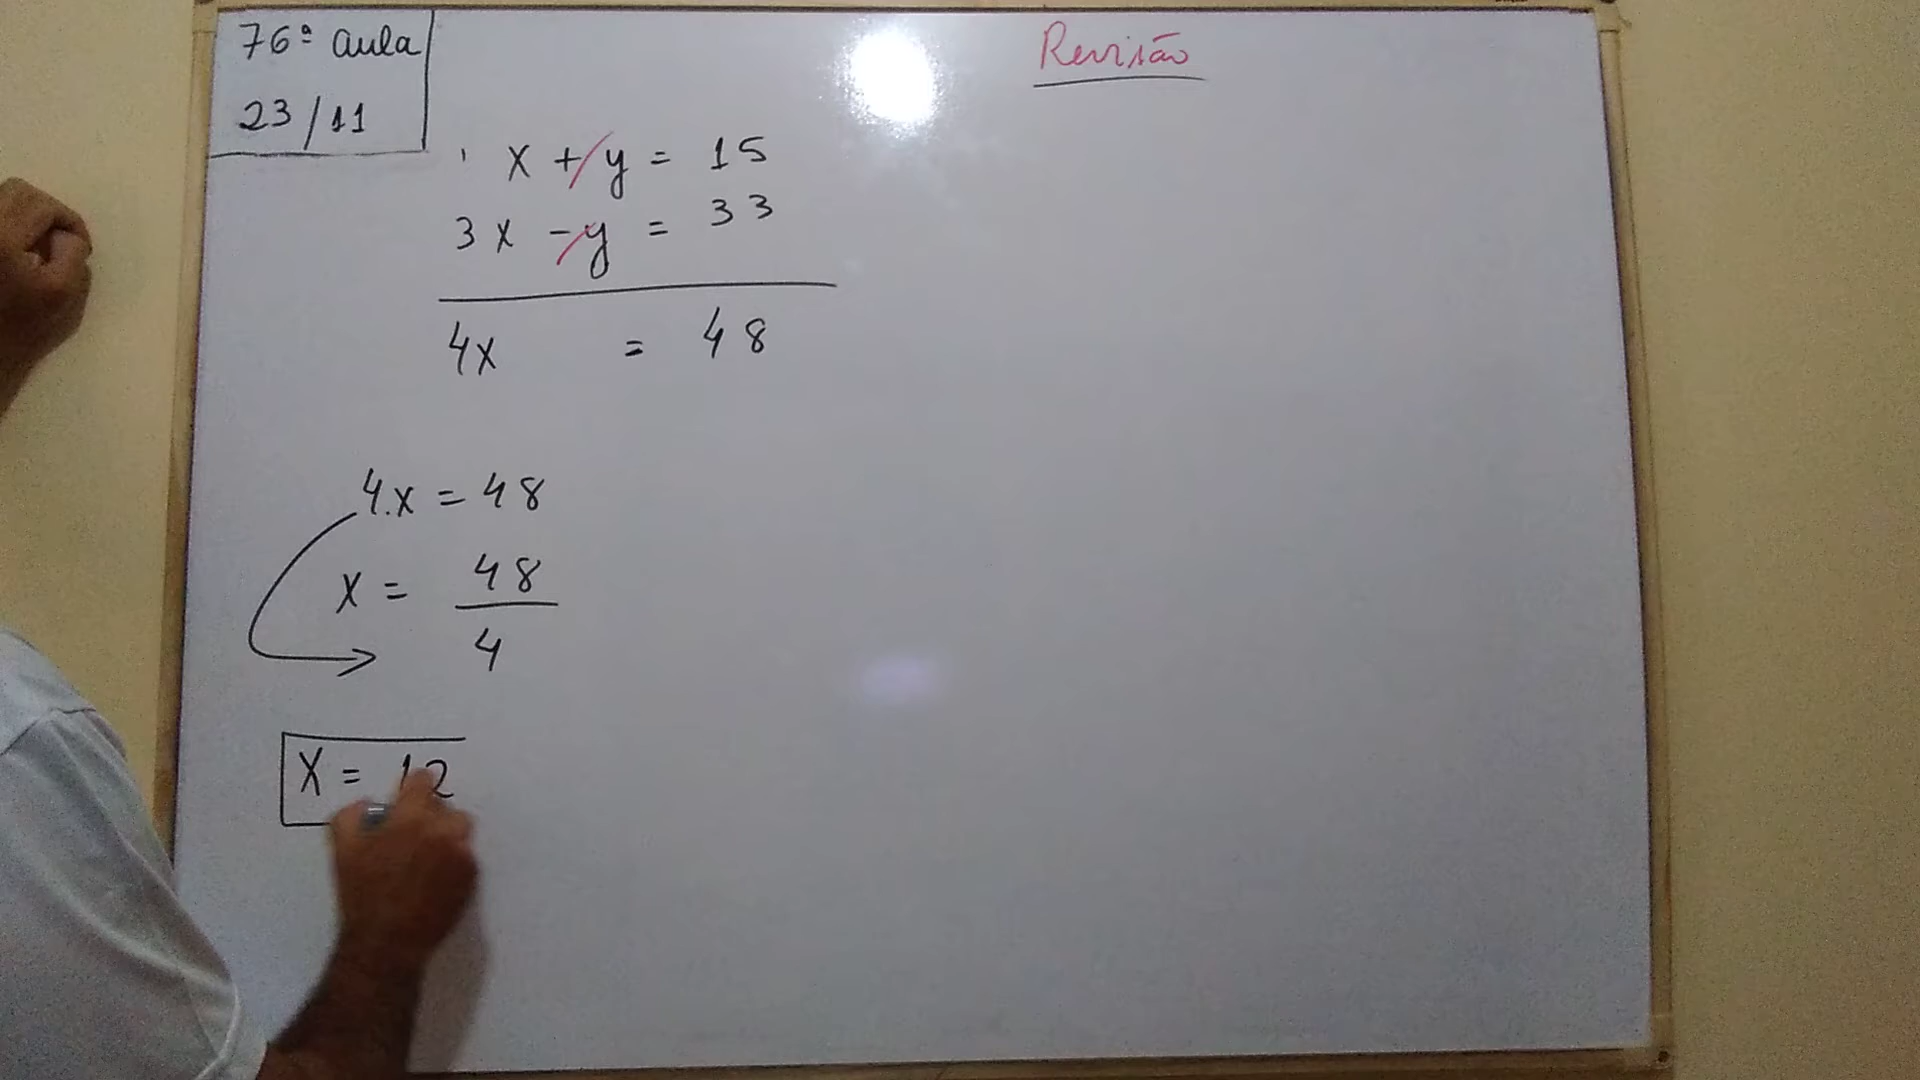 76ª aula
23/11
Revisão
x + y = 15
3x - y = 33
4x = 48
4.x = 48
x = 48
4
x = 12